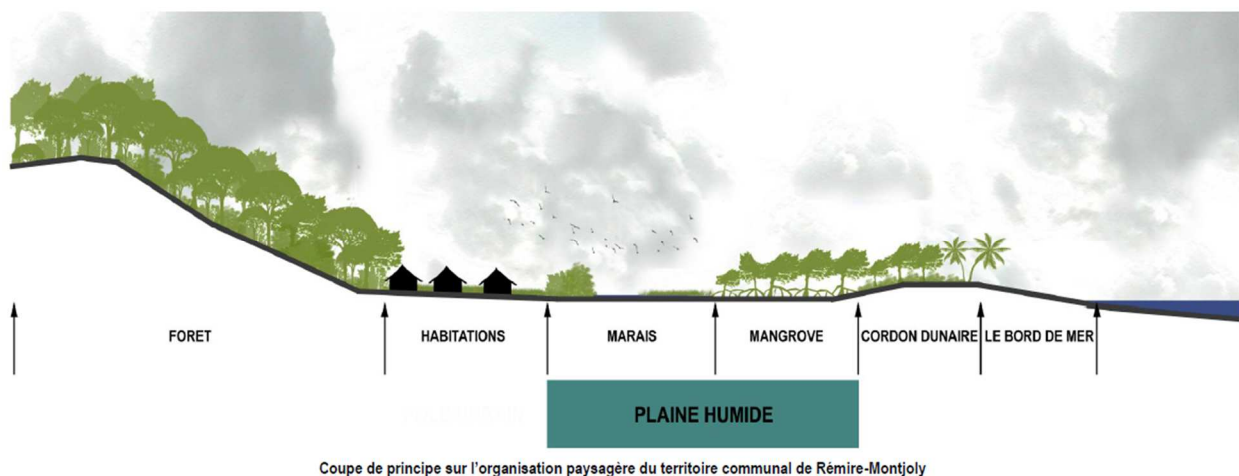 FORET HABITATIONS MARAIS MANGROVE CORDON DUNAIRE LE BORD DE MER
PLAINE HUMIDE
Coupe de principe sur l'organisation paysagère du territoire communal de Rémire-Montjoly